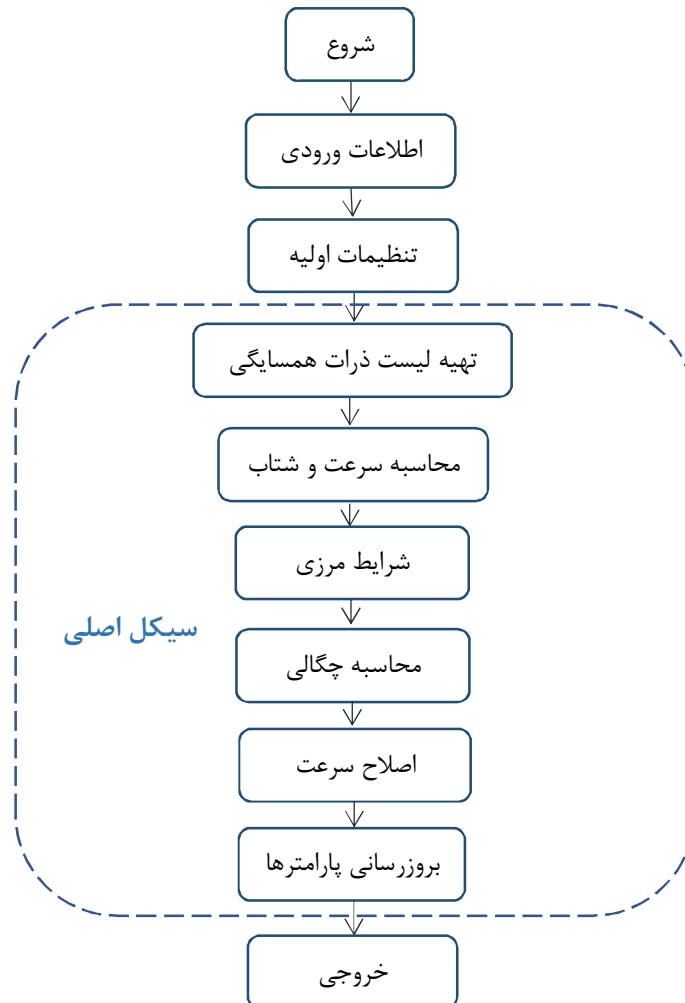 شروع
اطلاعات ورودی
تنظیمات اولیه
تهیه لیست ذرات همسایگی
محاسبه سرعت و شتاب
شرایط مرزی
سیکل اصلی
محاسبه چگالی
اصلاح سرعت
بروزرسانی پارامترها
خروجی